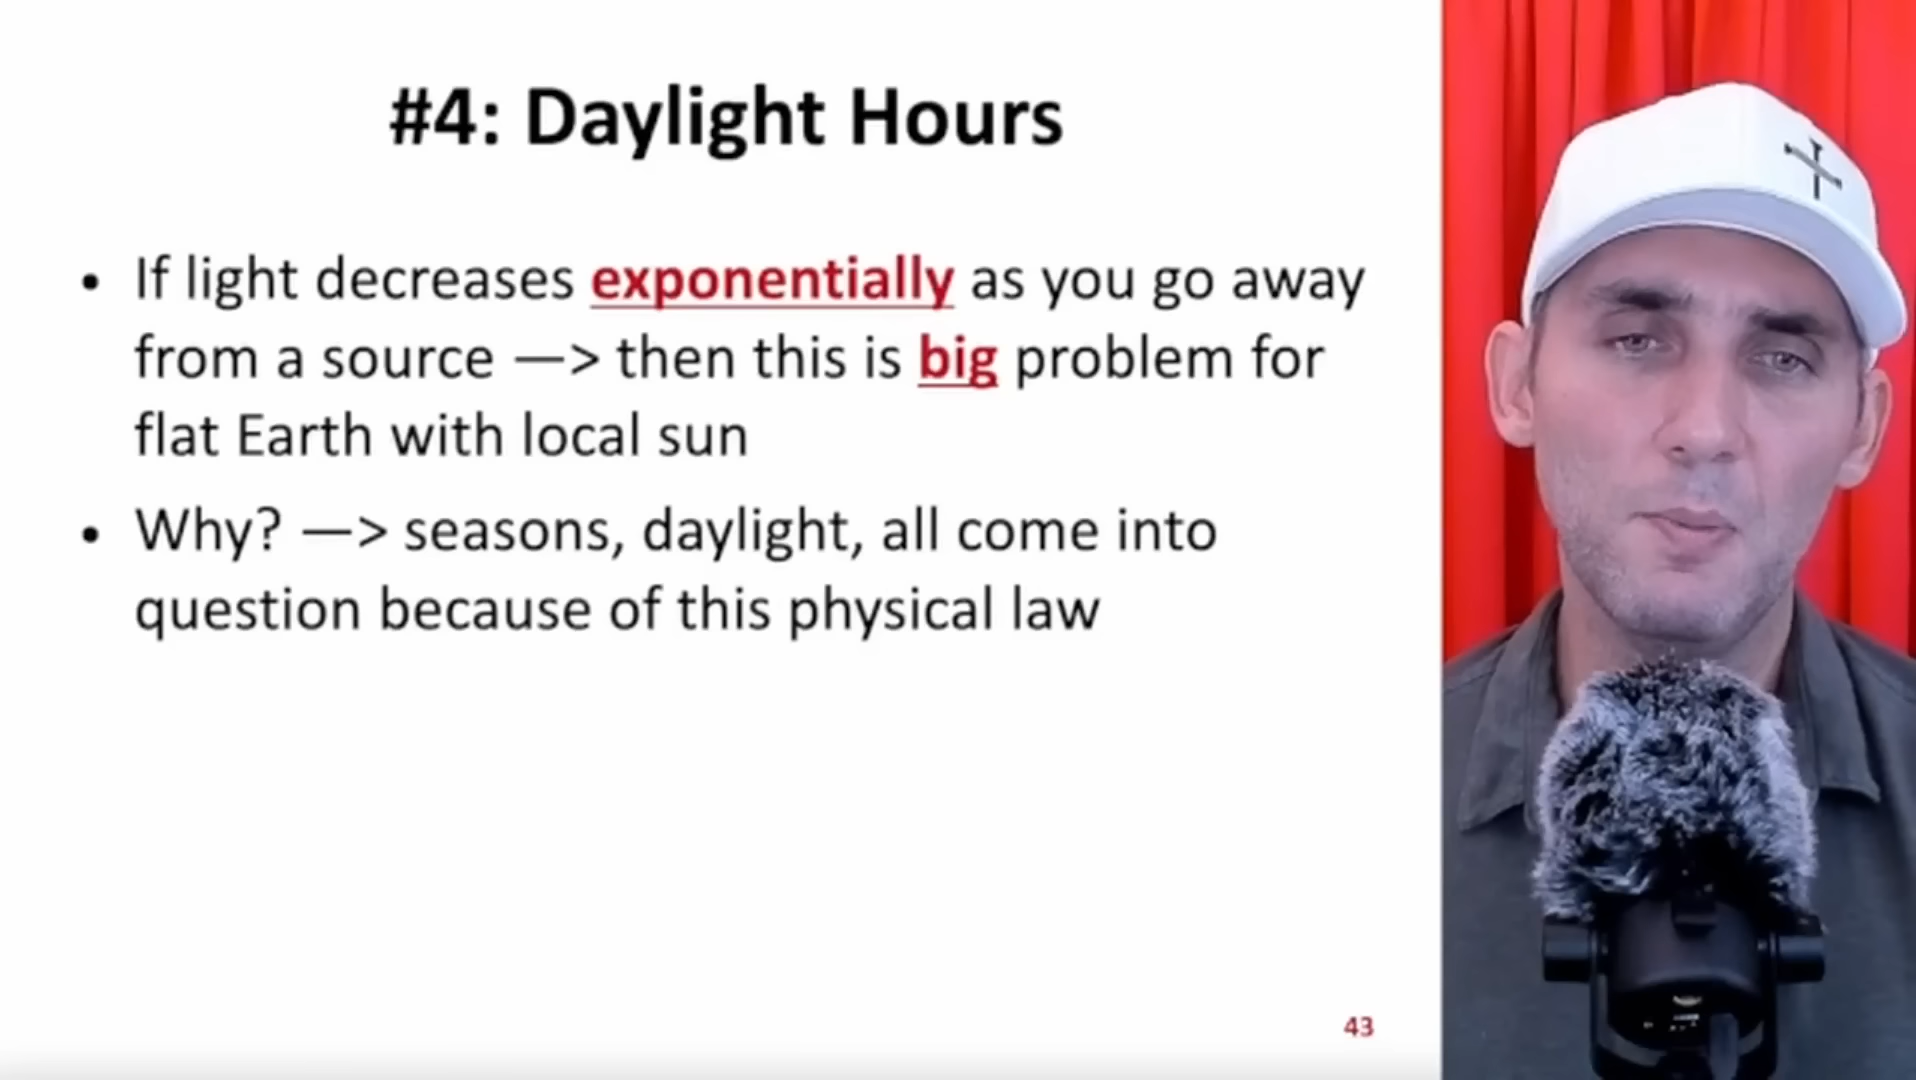 #4: Daylight Hours
• If light decreases exponentially as you go away
from a source —> then this is big problem for
flat Earth with local sun
• Why? —> seasons, daylight, all come into
question because of this physical law
43